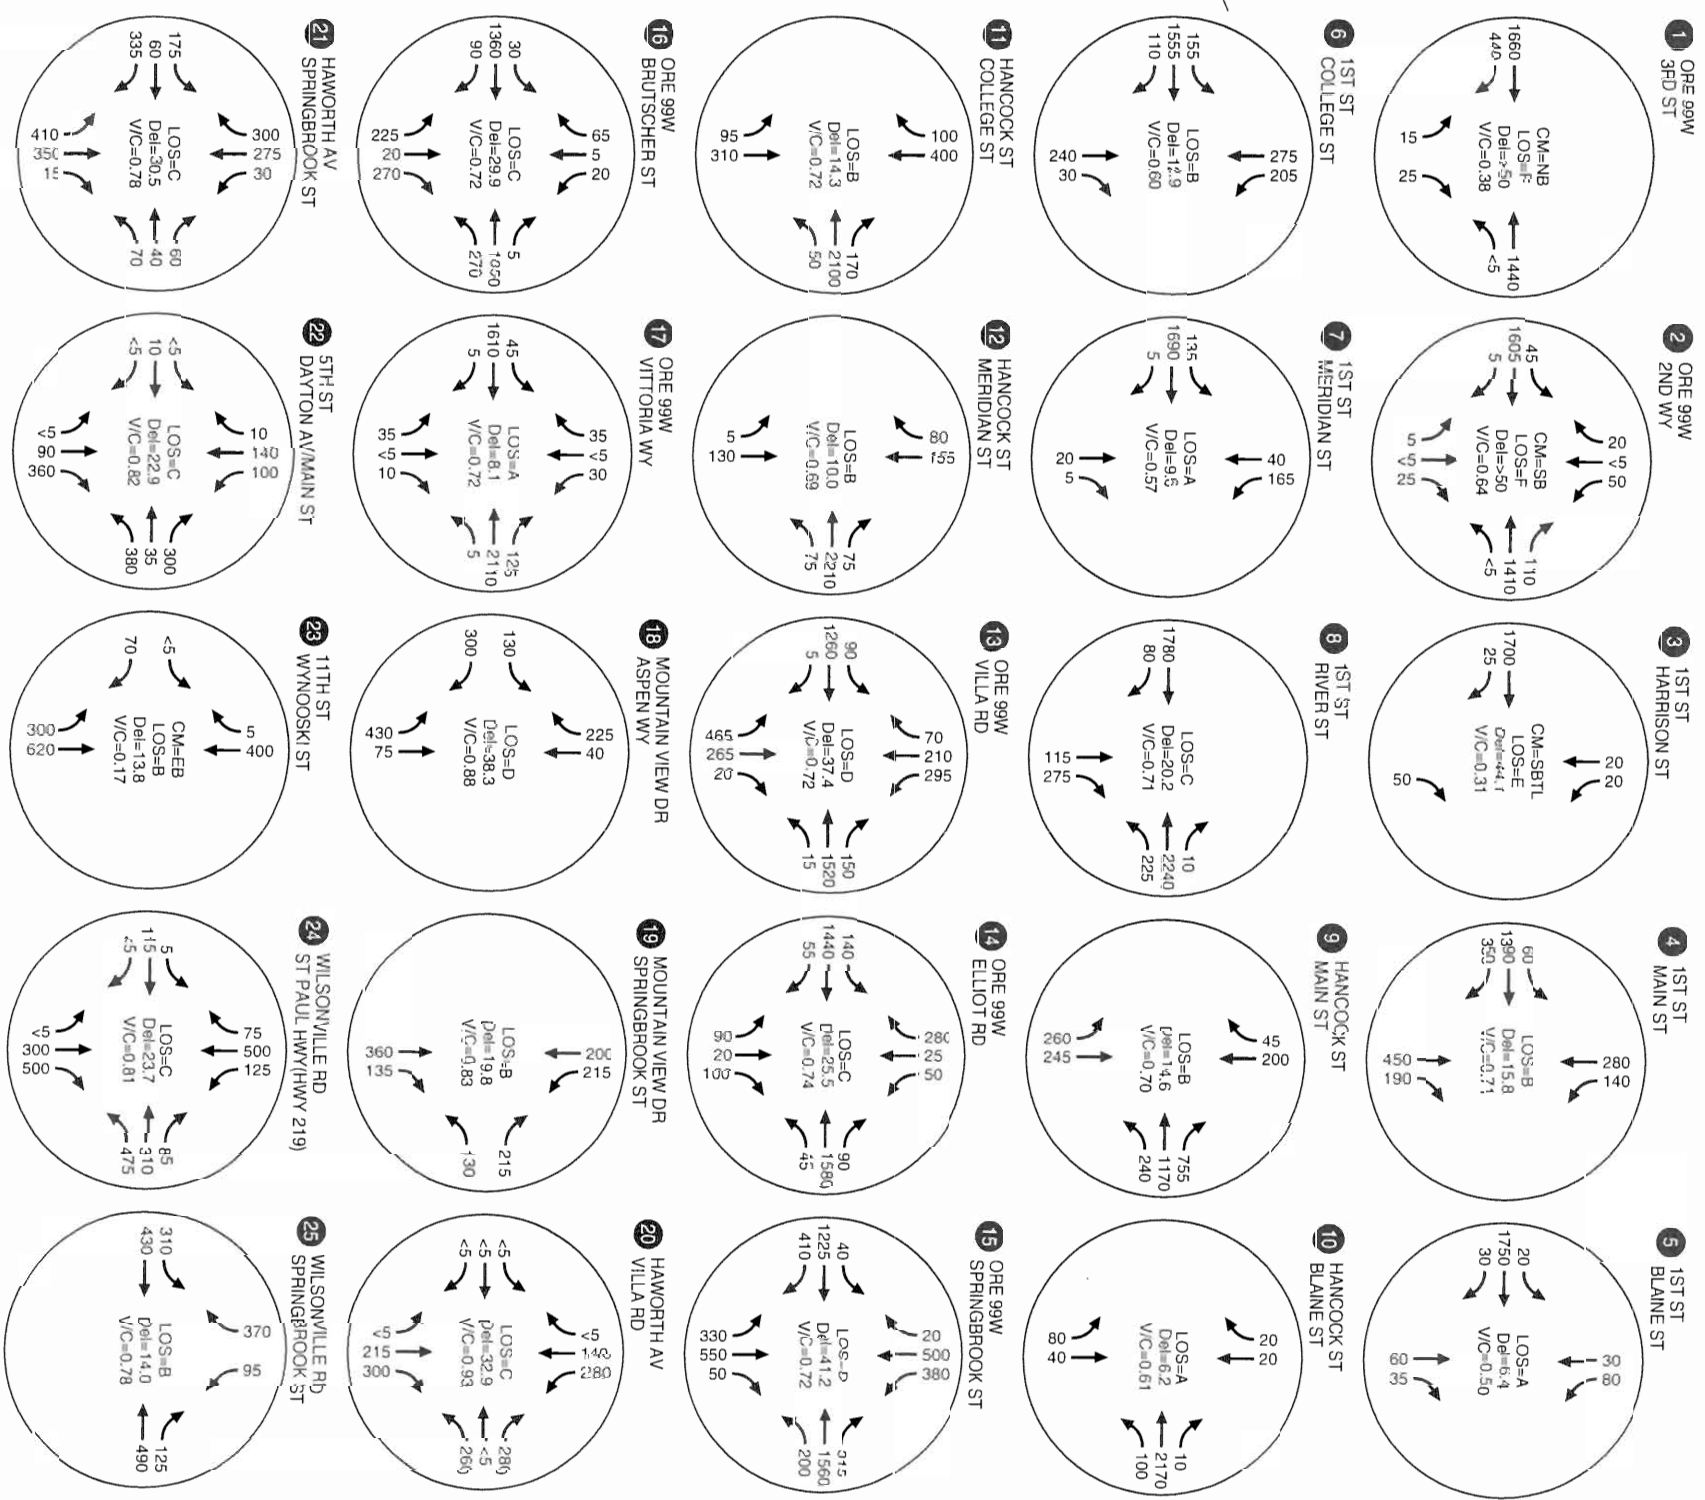 1 ORE 99W
3RD ST
1660
440
CM=NB
LOS=F
Del=>50
V/C=0.38
15
25
1440
<5
2 ORE 99W
2ND WY
45
1605
5
20
<5
50
CM=SB
LOS=F
Del=>50
V/C=0.64
5
<5
25
110
1410
<5
3 1ST ST
HARRISON ST
1700
25
20
20
CM=SBTL
LOS=E
Del=44.1
V/C=0.31
50
4 1ST ST
MAIN ST
60
1390
350
280
140
LOS=B
Del=15.8
V/C=0.71
450
190
5 1ST ST
BLAINE ST
20
1750
30
30
80
LOS=A
Del=6.4
V/C=0.50
60
35
6 1ST ST
COLLEGE ST
155
1555
110
275
205
LOS=B
Del=12.9
V/C=0.60
240
30
7 1ST ST
MERIDIAN ST
135
1690
5
40
165
LOS=A
Del=9.6
V/C=0.57
20
5
8 1ST ST
RIVER ST
1780
80
LOS=C
Del=20.2
V/C=0.71
115
275
10
2240
225
9 HANCOCK ST
MAIN ST
45
200
LOS=B
Del=14.6
V/C=0.70
260
245
755
1170
240
10 HANCOCK ST
BLAINE ST
20
20
LOS=A
Del=6.2
V/C=0.61
80
40
10
2170
100
11 HANCOCK ST
COLLEGE ST
100
400
LOS=B
Del=14.3
V/C=0.72
95
310
170
2100
50
12 HANCOCK ST
MERIDIAN ST
80
155
LOS=B
Del=10.0
V/C=0.69
5
130
75
2210
75
13 ORE 99W
VILLA RD
90
1260
5
70
210
295
LOS=D
Del=37.4
V/C=0.72
465
265
20
150
1520
15
14 ORE 99W
ELLIOT RD
140
1440
55
280
25
50
LOS=C
Del=25.5
V/C=0.74
90
20
100
90
1580
45
15 ORE 99W
SPRINGBROOK ST
40
1225
410
20
500
380
LOS=D
Del=41.2
V/C=0.72
330
550
50
315
1560
200
16 ORE 99W
BRUTSCHER ST
30
1360
90
65
5
20
LOS=C
Del=29.9
V/C=0.72
225
20
270
5
1850
270
17 ORE 99W
VITTORIA WY
45
1610
5
35
<5
30
LOS=A
Del=8.1
V/C=0.72
35
<5
10
125
2110
5
18 MOUNTAIN VIEW DR
ASPEN WY
130
300
225
40
LOS=D
Del=38.3
V/C=0.88
430
75
19 MOUNTAIN VIEW DR
SPRINGBROOK ST
200
215
LOS=B
Del=19.8
V/C=0.83
360
135
215
130
20 HAWORTH AV
VILLA RD
<5
<5
<5
<5
140
280
LOS=C
Del=32.9
V/C=0.93
<5
215
300
280
<5
260
21 HAWORTH AV
SPRINGBROOK ST
175
60
335
300
275
30
LOS=C
Del=30.5
V/C=0.78
410
350
15
60
40
70
22 5TH ST
DAYTON AV/MAIN ST
<5
10
<5
10
140
100
LOS=C
Del=22.9
V/C=0.82
<5
90
360
300
35
380
23 11TH ST
WYNOOSKI ST
<5
70
5
400
CM=EB
LOS=B
Del=13.8
V/C=0.17
300
620
24 WILSONVILLE RD
ST PAUL HWY(HWY 219)
5
115
<5
75
500
125
LOS=C
Del=23.7
V/C=0.81
<5
300
500
85
310
475
25 WILSONVILLE RD
SPRINGBROOK ST
310
430
370
95
LOS=B
Del=14.0
V/C=0.78
125
490